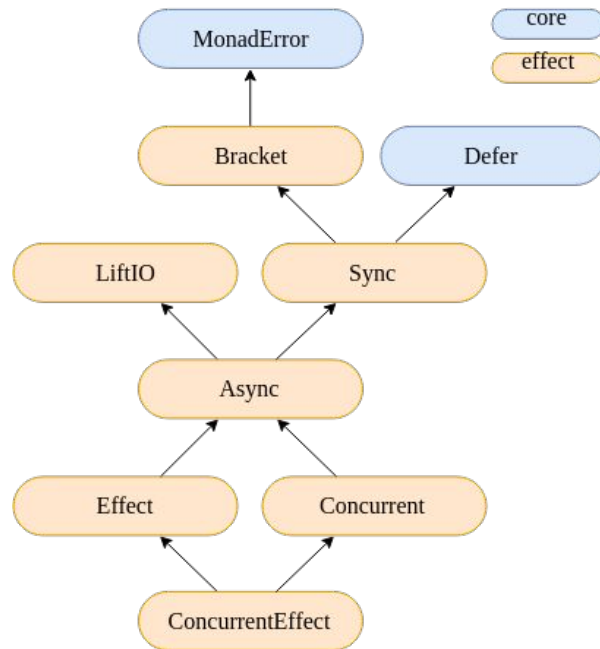 core
MonadError
effect
Bracket
Defer
LiftIO
Sync
Async
Effect
Concurrent
ConcurrentEffect